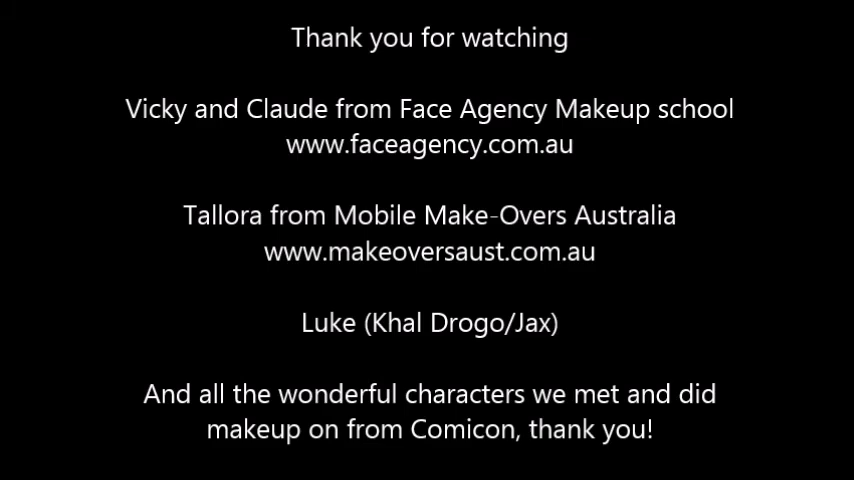 Thank you for watching
Vicky and Claude from Face Agency Makeup school
www.faceagency.com.au
Tallora from Mobile Make-Overs Australia
www.makeoversaust.com.au
Luke (Khal Drogo/Jax)
And all the wonderful characters we met and did
makeup on from Comicon, thank you!